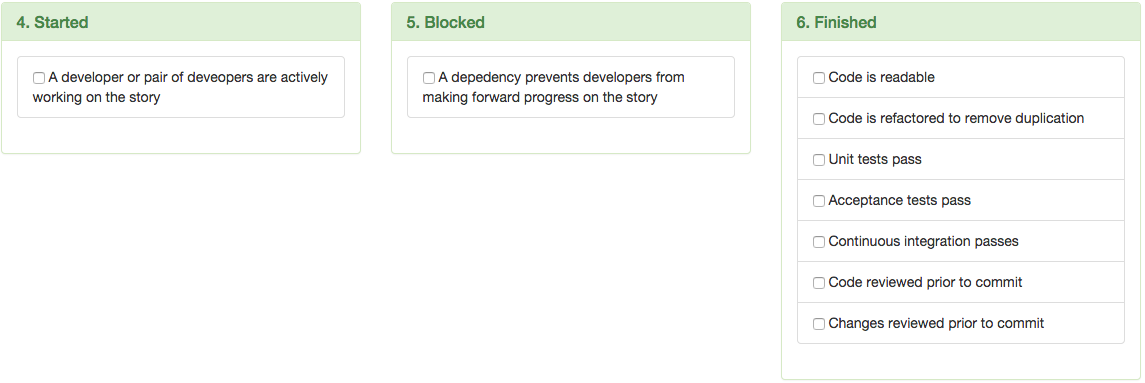 4. Started
A developer or pair of deveopers are actively
working on the story
5. Blocked
A depedency prevents developers from
making forward progress on the story
6. Finished
Code is readable
Code is refactored to remove duplication
Unit tests pass
Acceptance tests pass
Continuous integration passes
Code reviewed prior to commit
Changes reviewed prior to commit